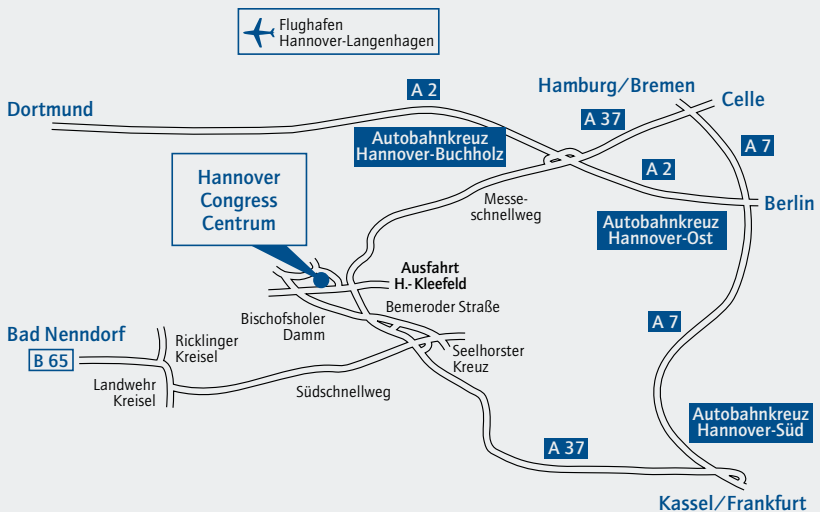 Flughafen
Hannover-Langenhagen
Hamburg/Bremen
A 2
Celle
Dortmund
A 37
Autobahnkreuz
Hannover-Buchholz
A 7
Hannover
Congress
Centrum
A 2
Messe-
schnellweg
Berlin
Autobahnkreuz
Hannover-Ost
Ausfahrt
H.- Kleefeld
Bemeroder Straße
Bischofsholer
Damm
A 7
Bad Nenndorf
B 65
Ricklinger
Kreisel
Seelhorster
Kreuz
Landwehr
Kreisel
Südschnellweg
Autobahnkreuz
Hannover-Süd
A 37
Kassel/Frankfurt